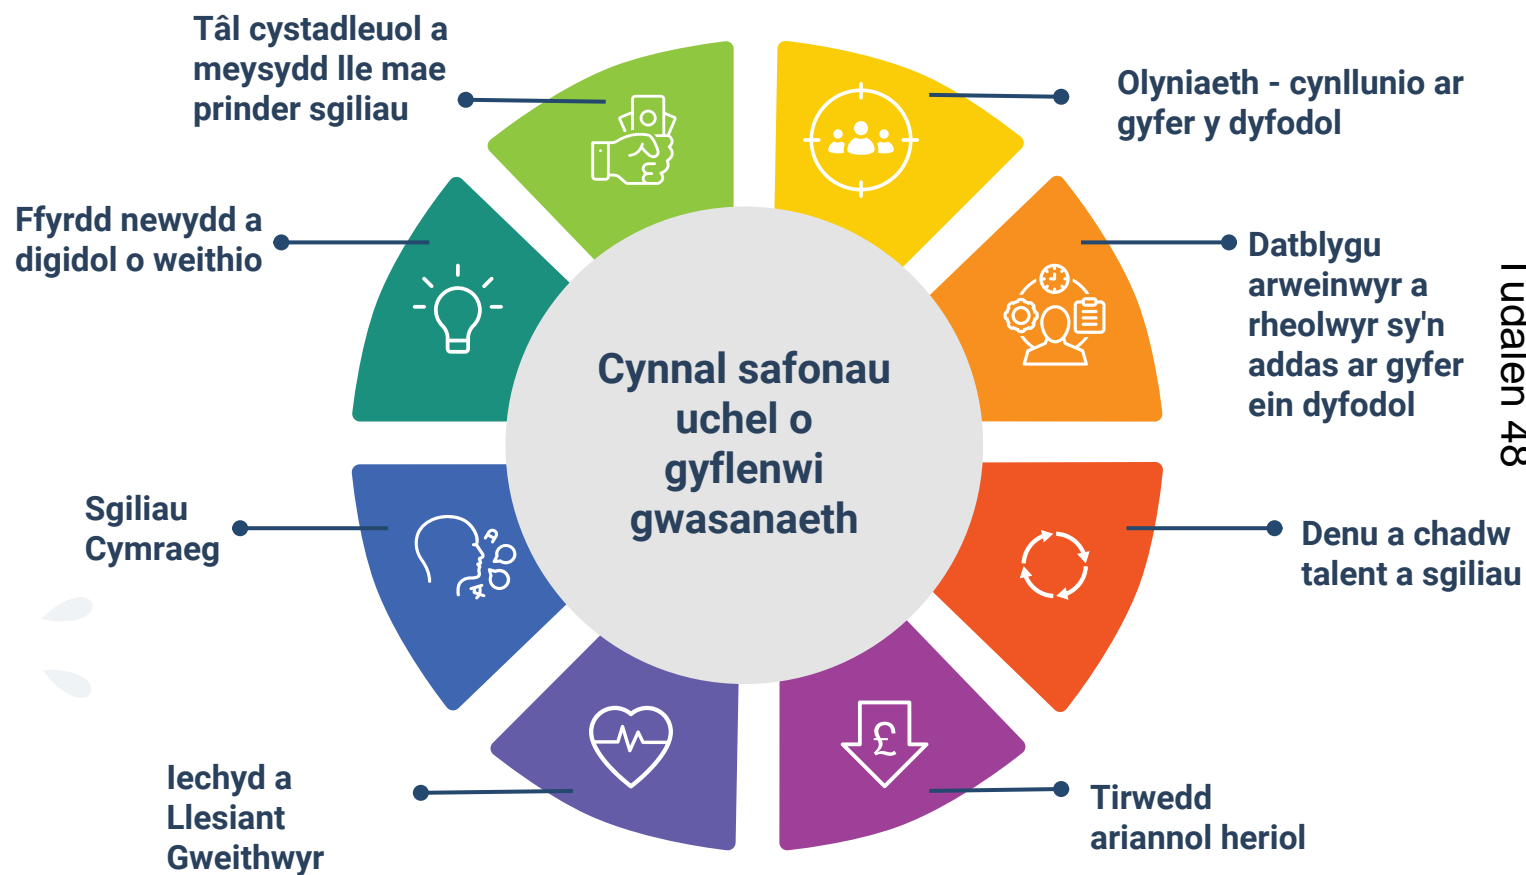 Tâl cystadleuol a
meysydd lle mae
prinder sgiliau
Olyniaeth - cynllunio ar
gyfer y dyfodol
Ffyrdd newydd a
digidol o weithio
Datblygu
arweinwyr a
rheolwyr sy'n
addas ar gyfer
ein dyfodol
Cynnal safonau
uchel o
gyflenwi
gwasanaeth
Sgiliau
Cymraeg
Denu a chadw
talent a sgiliau
Iechyd a
Llesiant
Gweithwyr
£
Tirwedd
ariannol heriol
Tudalen 48